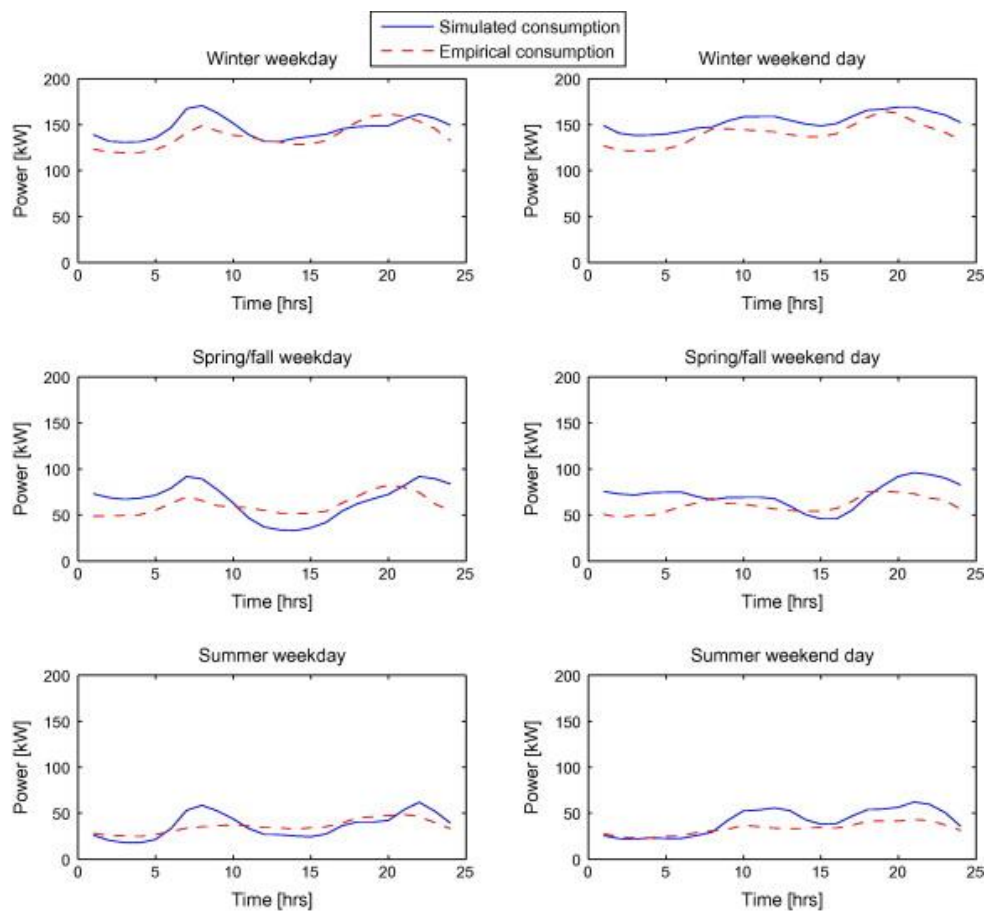 Simulated consumption
Empirical consumption
Winter weekday
200
150
100
50
0
Power [kW]
0 5 10 15 20 25
Time [hrs]
Winter weekend day
200
150
100
50
0
Power [kW]
0 5 10 15 20 25
Time [hrs]
Spring/fall weekday
200
150
100
50
0
Power [kW]
0 5 10 15 20 25
Time [hrs]
Spring/fall weekend day
200
150
100
50
0
Power [kW]
0 5 10 15 20 25
Time [hrs]
Summer weekday
200
150
100
50
0
Power [kW]
0 5 10 15 20 25
Time [hrs]
Summer weekend day
200
150
100
50
0
Power [kW]
0 5 10 15 20 25
Time [hrs]